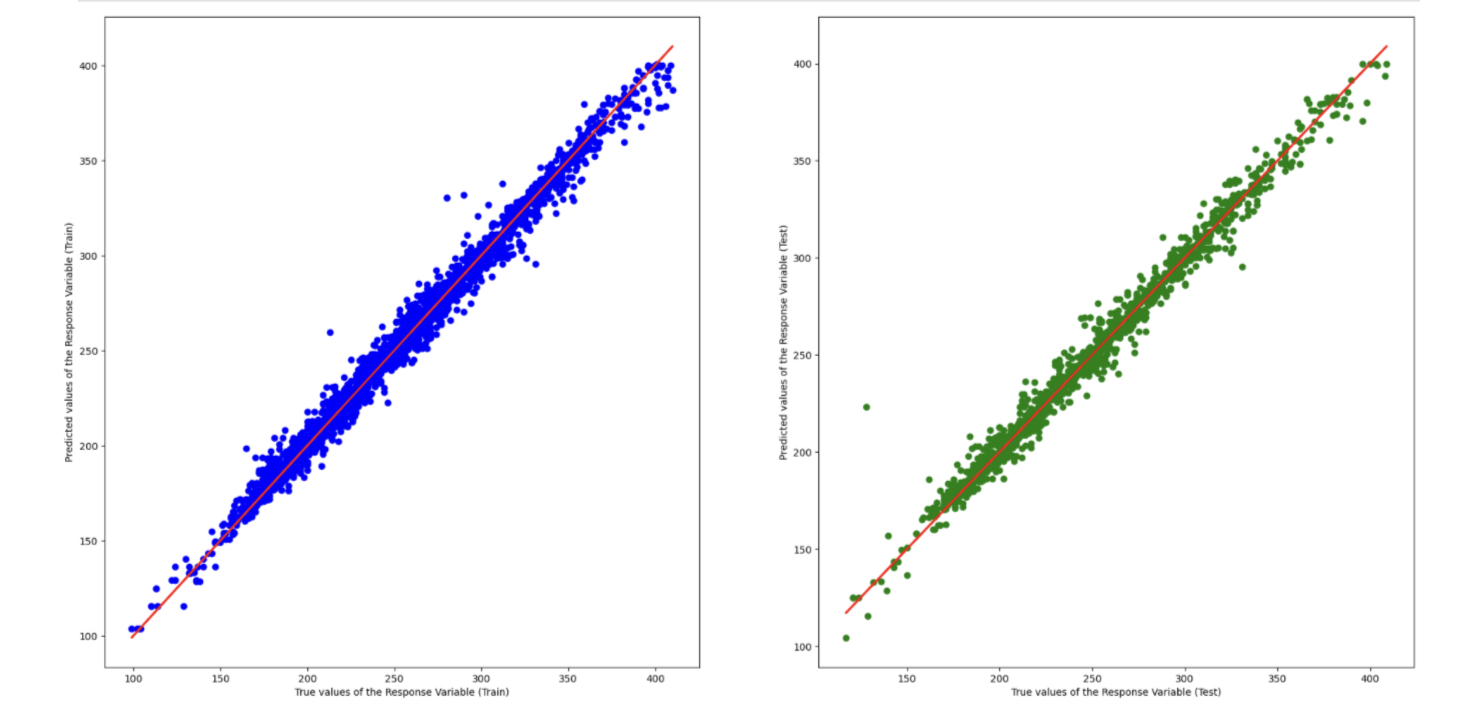 400
350
300
250
200
150
100
Predicted values of the Response Variable (Train)
100 150 200 250 300 350 400
True values of the Response Variable (Train)
400
350
300
250
200
150
100
Predicted values of the Response Variable (Test)
150 200 250 300 350 400
True values of the Response Variable (Test)